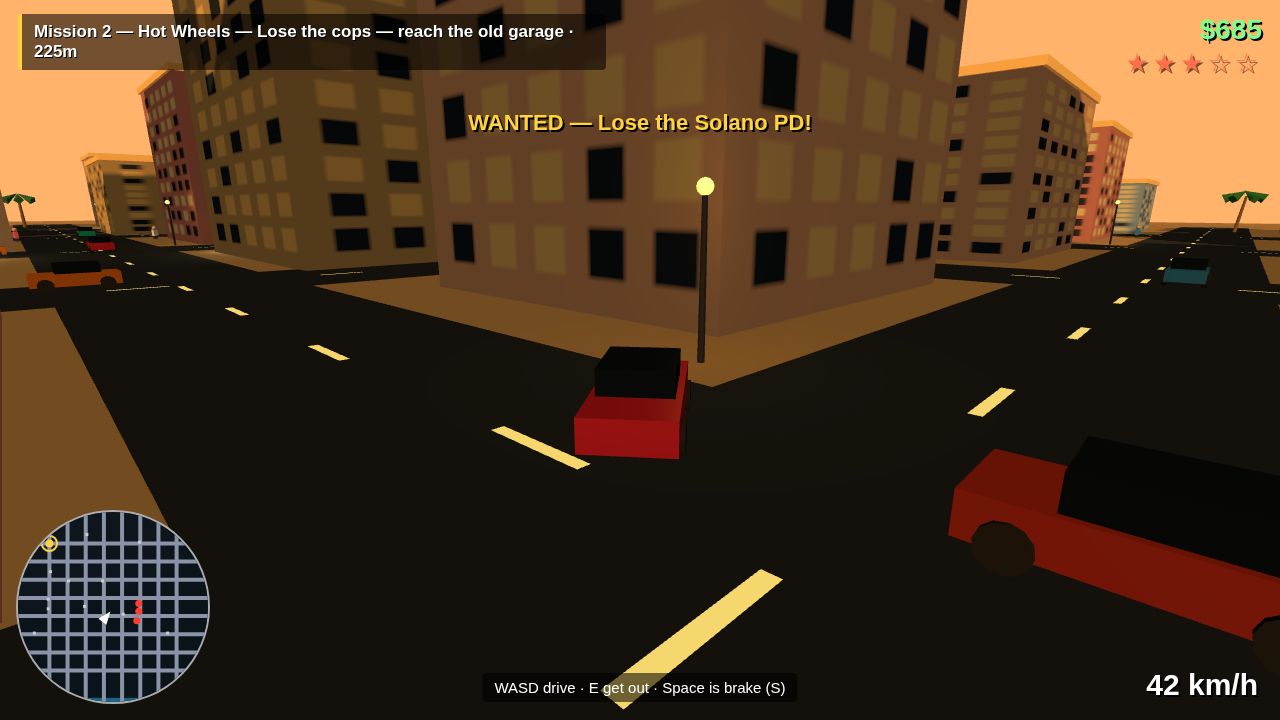 Mission 2 — Hot Wheels — Lose the cops — reach the old garage ·
225m
$685
★★★☆☆
WANTED — Lose the Solano PD!
WASD drive · E get out · Space is brake (S)
42 km/h